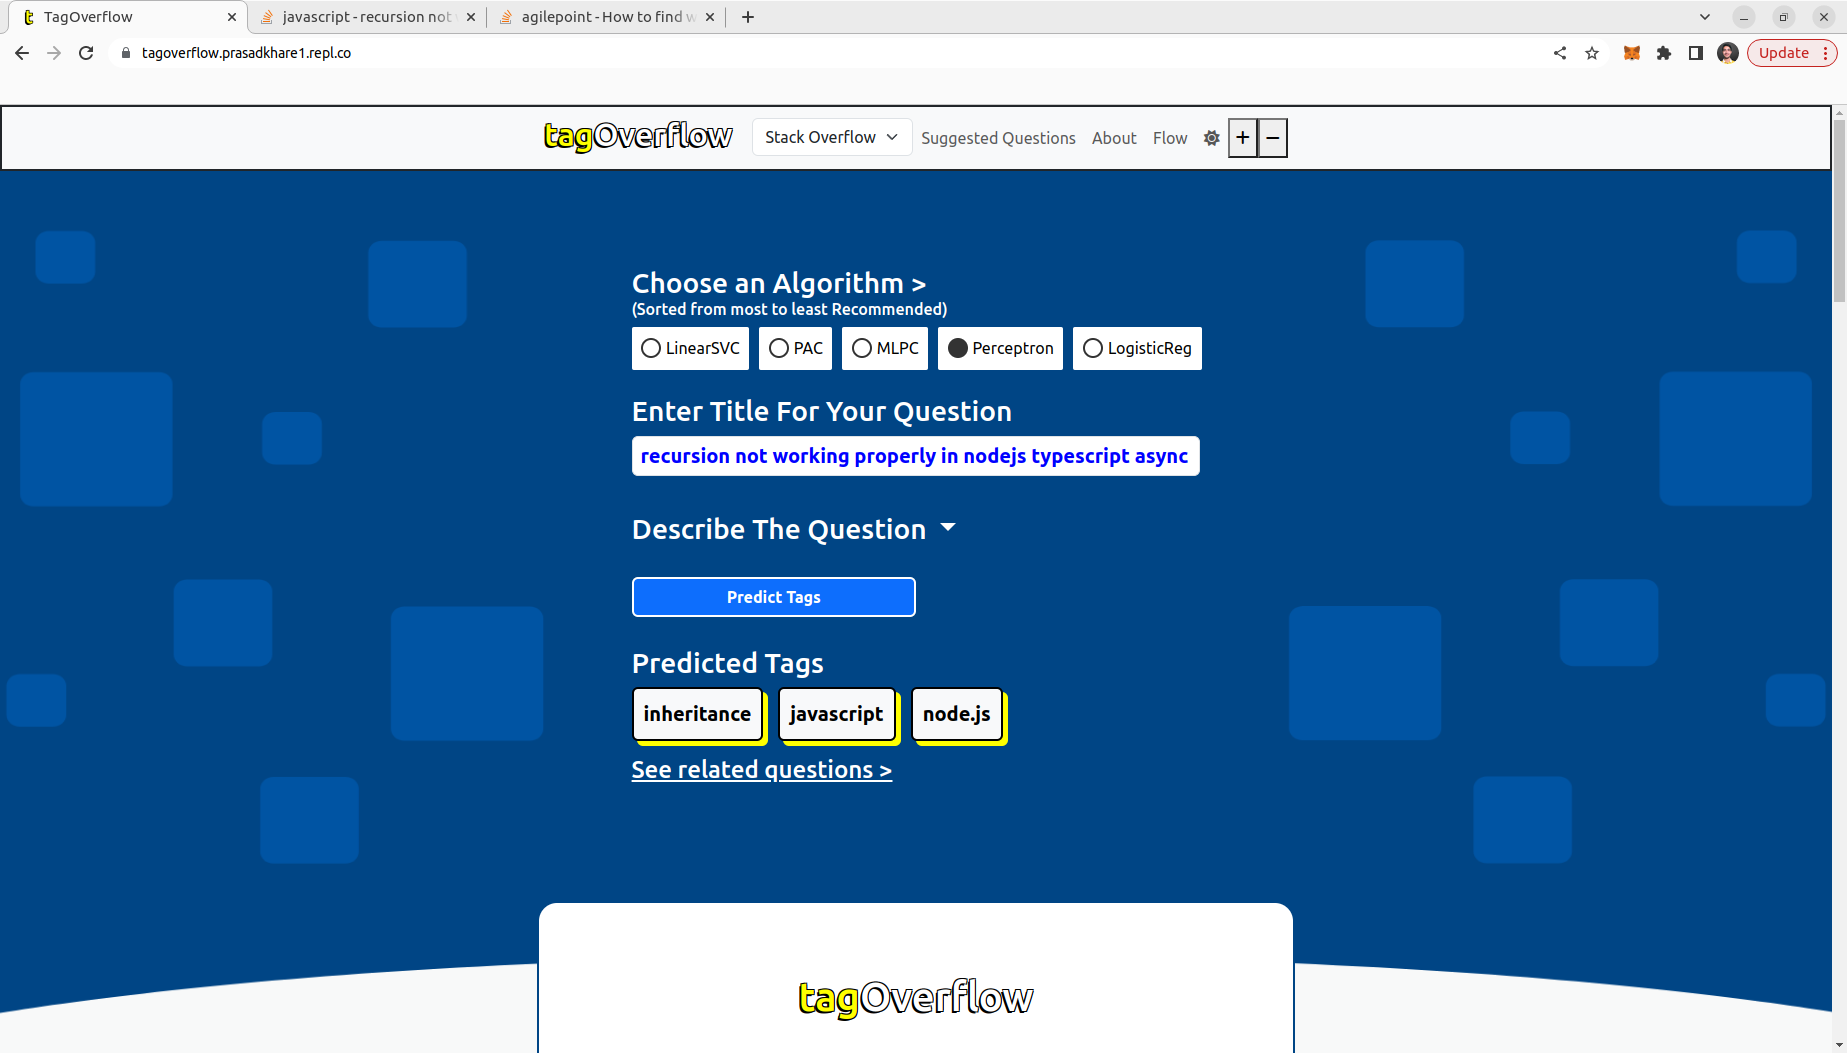 TagOverflow
javascript - recursion not
agilepoint - How to find w
tagoverflow.prasadkhare1.repl.co
Update
tagOverflow
Stack Overflow
Suggested Questions
About
Flow
+
−
Choose an Algorithm >
(Sorted from most to least Recommended)
LinearSVC
PAC
MLPC
Perceptron
LogisticReg
Enter Title For Your Question
recursion not working properly in nodejs typescript async
Describe The Question
Predict Tags
Predicted Tags
inheritance
javascript
node.js
See related questions >
tagOverflow